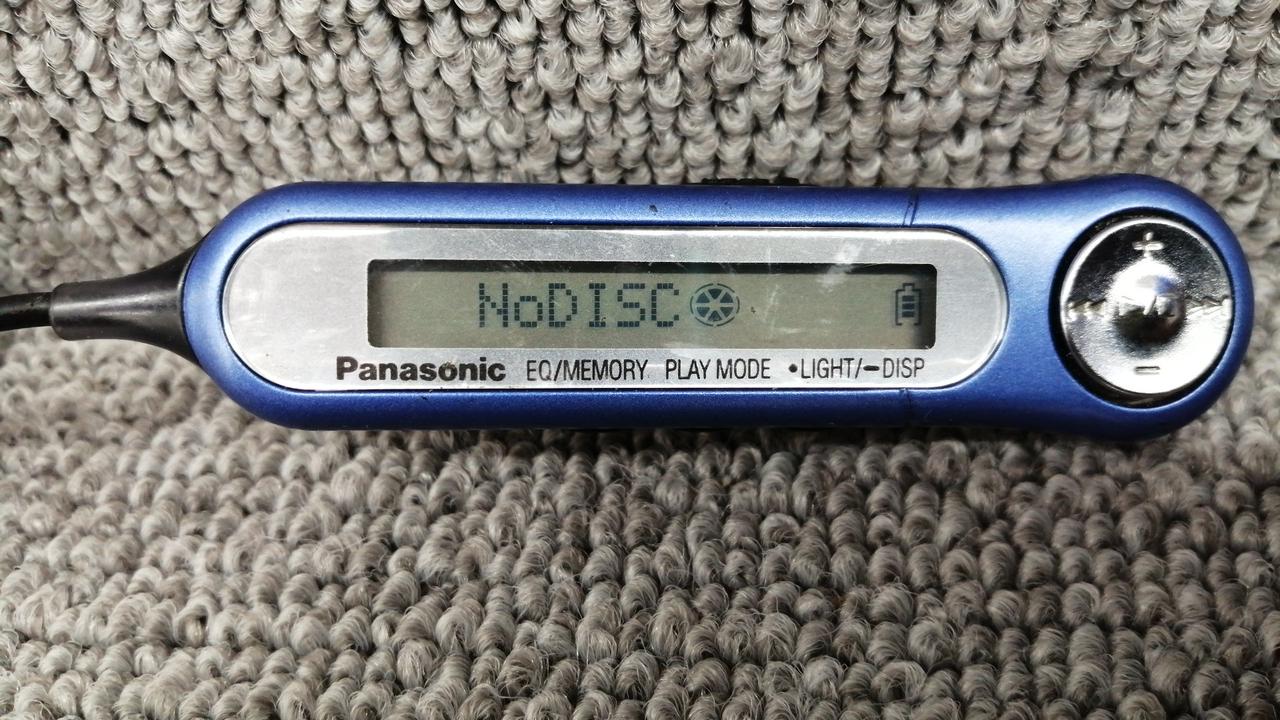 NoDISC
Panasonic EQ/MEMORY PLAY MODE •LIGHT/−DISP
+
−